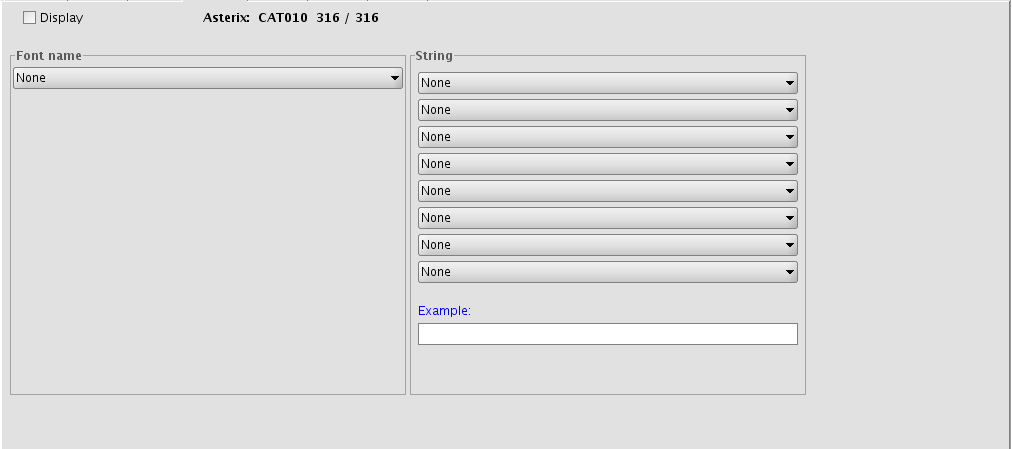 Display
Asterix: CAT010 316 / 316
Font name
None
String
None
None
None
None
None
None
None
None
Example: